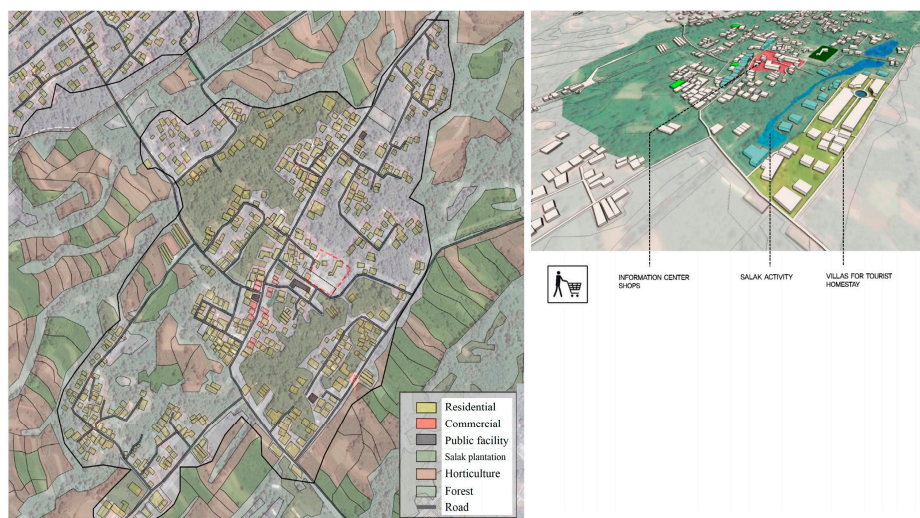 Residential
Commercial
Public facility
Salak plantation
Horticulture
Forest
Road
INFORMATION CENTER
SHOPS
SALAK ACTIVITY
VILLAS FOR TOURIST
HOMESTAY